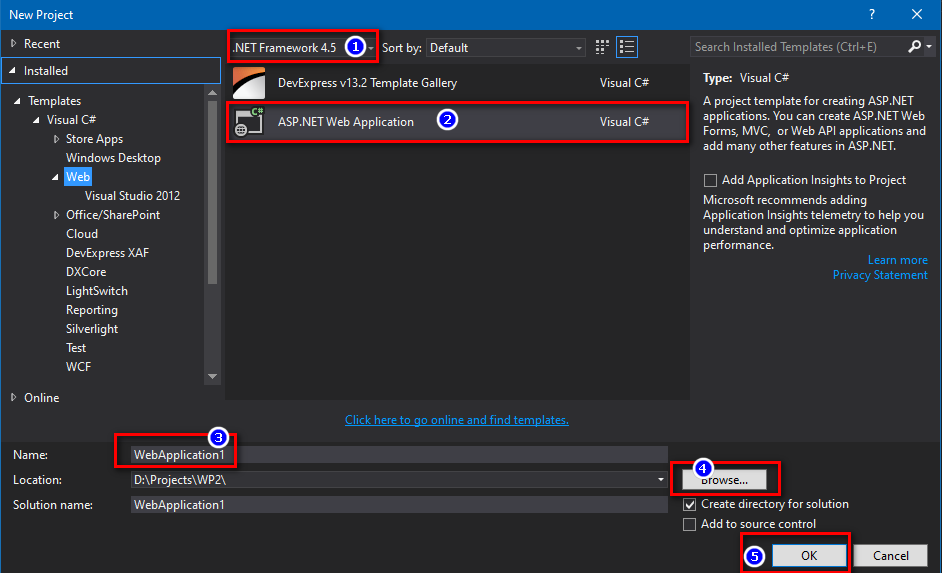 New Project
? ×
Recent
.NET Framework 4.5 1 Sort by: Default
Search Installed Templates (Ctrl+E)
Installed
Templates
Visual C#
Store Apps
Windows Desktop
Web
Visual Studio 2012
Office/SharePoint
Cloud
DevExpress XAF
DXCore
LightSwitch
Reporting
Silverlight
Test
WCF
Online
DevExpress v13.2 Template Gallery Visual C#
C# ASP.NET Web Application 2 Visual C#
Click here to go online and find templates.
Type: Visual C#
A project template for creating ASP.NET
applications. You can create ASP.NET Web
Forms, MVC, or Web API applications and
add many other features in ASP.NET.
Add Application Insights to Project
Microsoft recommends adding
Application Insights telemetry to help you
understand and optimize application
performance.
Learn more
Privacy Statement
3
Name: WebApplication1
Location: D:\Projects\WP2\
4
Browse...
Solution name: WebApplication1
Create directory for solution
Add to source control
5 OK Cancel